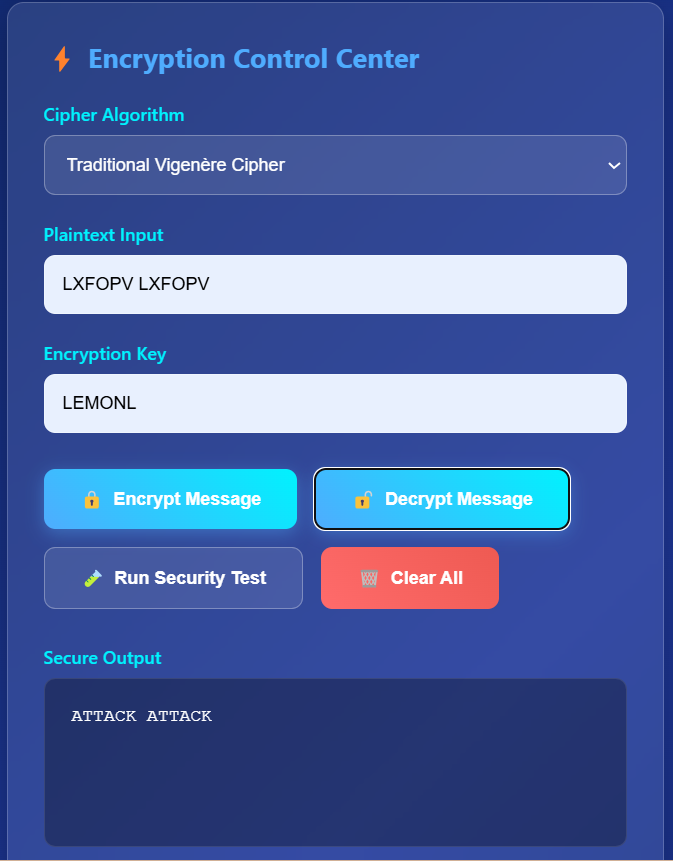 Encryption Control Center
Cipher Algorithm
Traditional Vigenère Cipher
Plaintext Input
LXFOPV LXFOPV
Encryption Key
LEMONL
Encrypt Message
Decrypt Message
Run Security Test
Clear All
Secure Output
ATTACK ATTACK